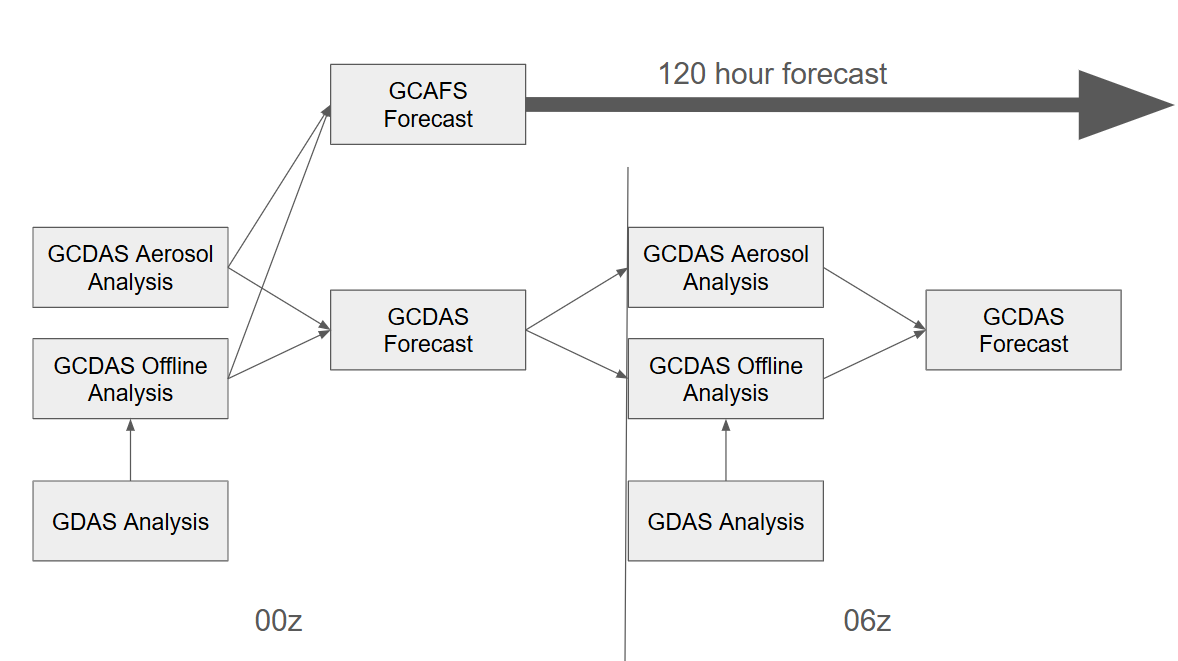 120 hour forecast
GCAFS
Forecast
GCDAS Aerosol
Analysis
GCDAS Offline
Analysis
GDAS Analysis
GCDAS
Forecast
GCDAS Aerosol
Analysis
GCDAS Offline
Analysis
GDAS Analysis
GCDAS
Forecast
00z
06z